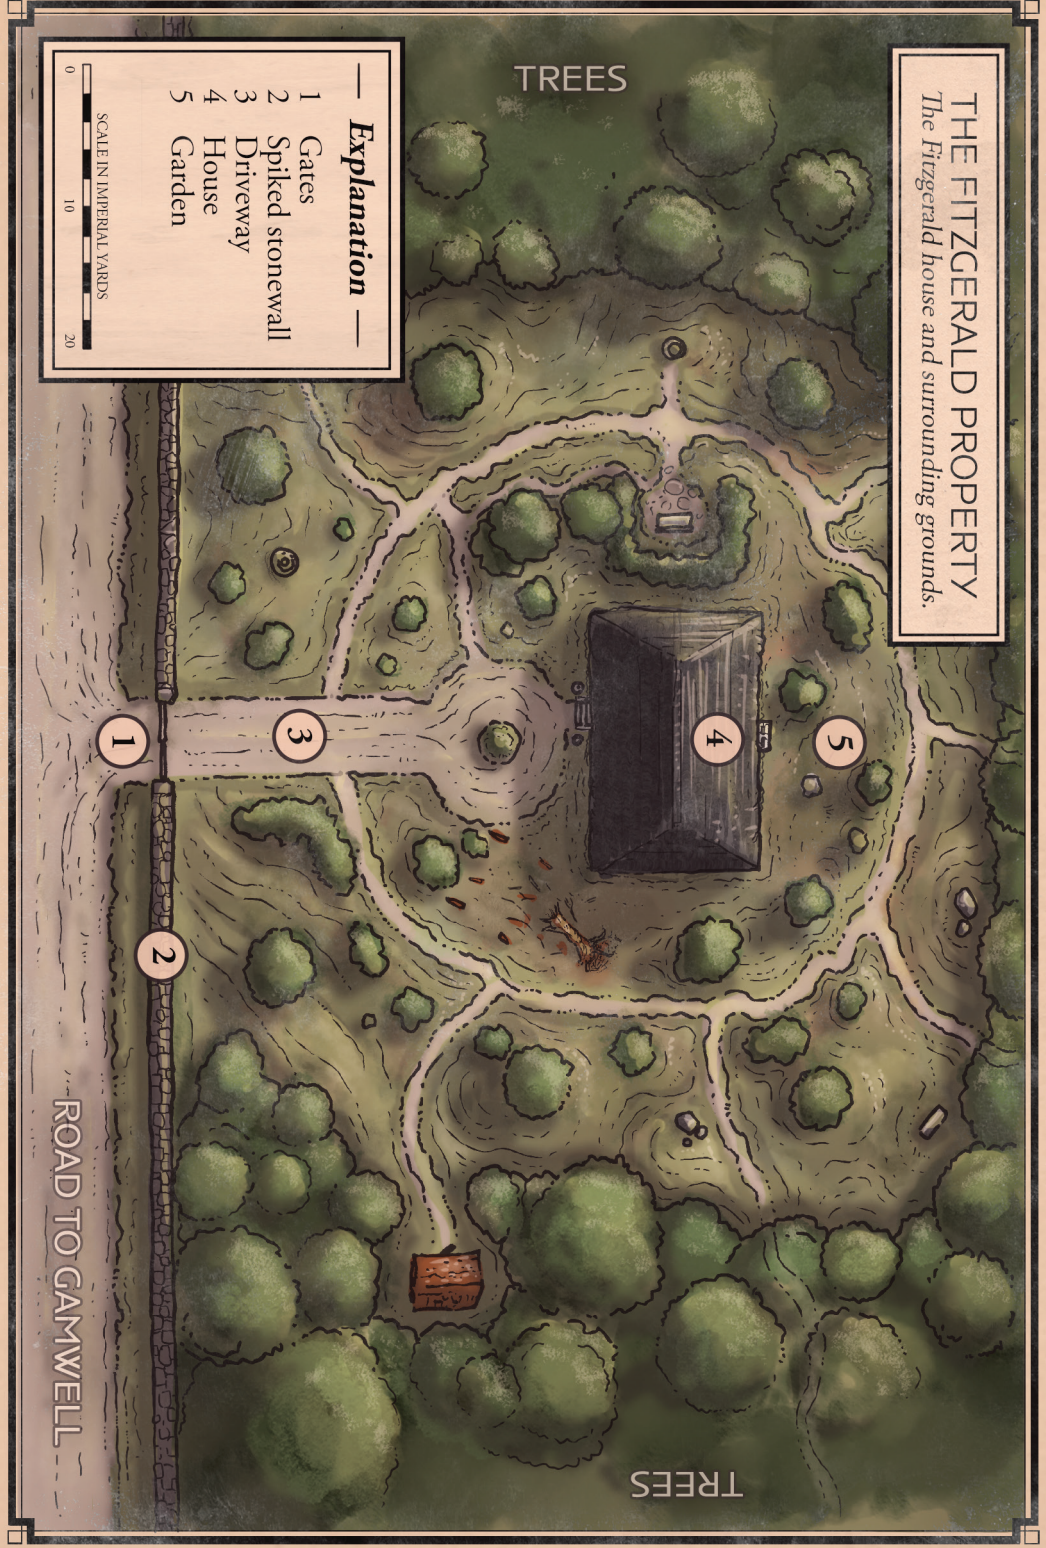 THE FITZGERALD PROPERTY
The Fitzgerald house and surrounding grounds.
TREES
Explanation
1 Gates
2 Spiked stonewall
3 Driveway
4 House
5 Garden
SCALE IN IMPERIAL YARDS
0 10 20
5
4
3
1
2
TREES
ROAD TO GAMWELL